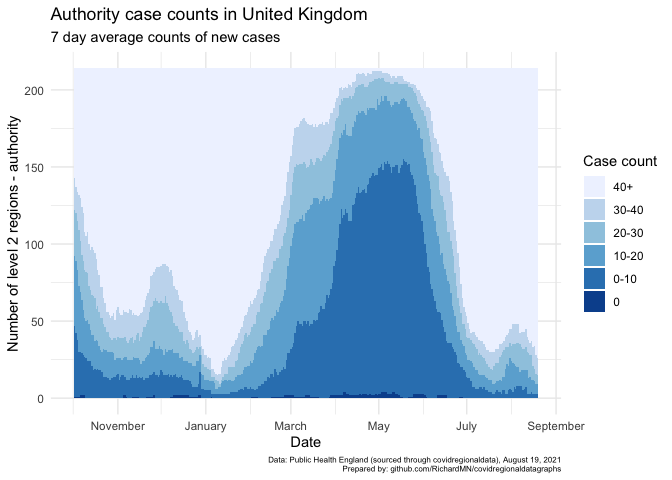 Authority case counts in United Kingdom
7 day average counts of new cases
Number of level 2 regions - authority
200
150
100
50
0
November
January
March
May
July
September
Date
Case count
40+
30-40
20-30
10-20
0-10
0
Data: Public Health England (sourced through covidregionaldata), August 19, 2021
Prepared by: github.com/RichardMN/covidregionaldatagraphs